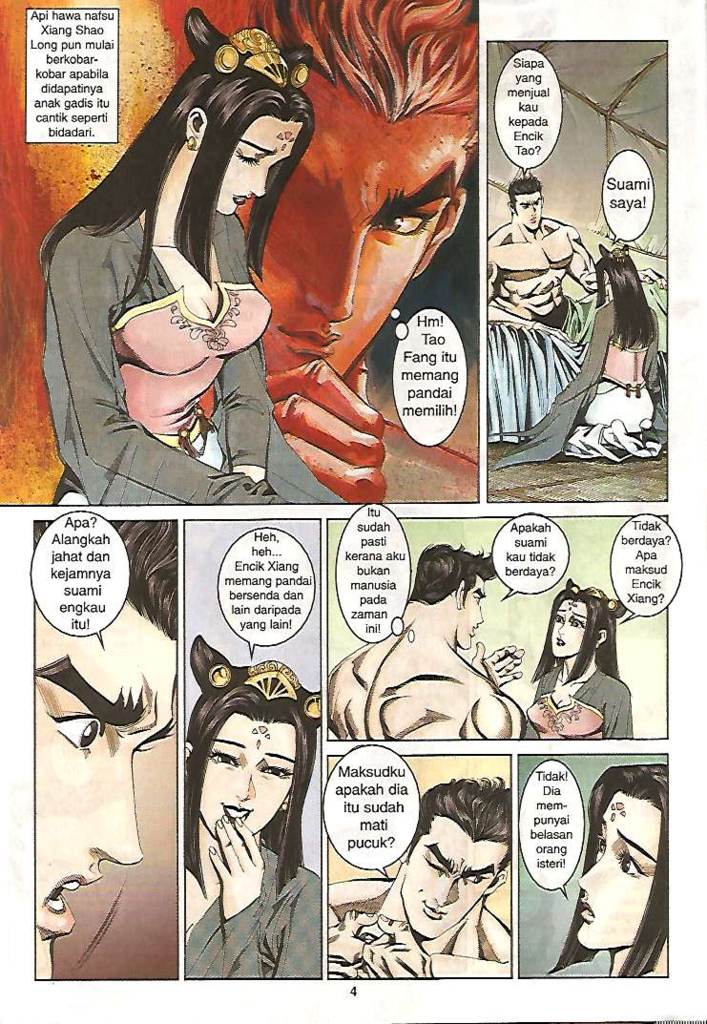 Api hawa nafsu
Xiang Shao
Long pun mulai
berkobar-
kobar apabila
didapatinya
anak gadis itu
cantik seperti
bidadari.
Hm!
Tao
Fang itu
memang
pandai
memilih!
Siapa
yang
menjual
kau
kepada
Encik
Tao?
Suami
saya!
Apa?
Alangkah
jahat dan
kejamnya
suami
engkau
itu!
Heh,
heh...
Encik Xiang
memang pandai
bersenda dan
lain daripada
yang lain!
Itu
sudah
pasti
kerana aku
bukan
manusia
pada
zaman
ini!
Apakah
suami
kau tidak
berdaya?
Tidak
berdaya?
Apa
maksud
Encik
Xiang?
Maksudku
apakah dia
itu sudah
mati
pucuk?
Tidak!
Dia
mem-
punyai
belasan
orang
isteri!
4